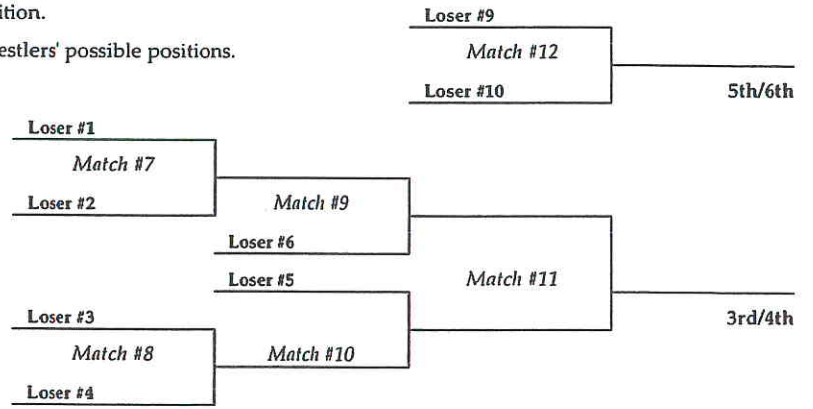 ition.
estlers' possible positions.
Loser #9
Match #12
Loser #10
5th/6th
Loser #1
Match #7
Loser #2
Match #9
Loser #6
Loser #5
Match #11
Loser #3
3rd/4th
Match #8
Match #10
Loser #4